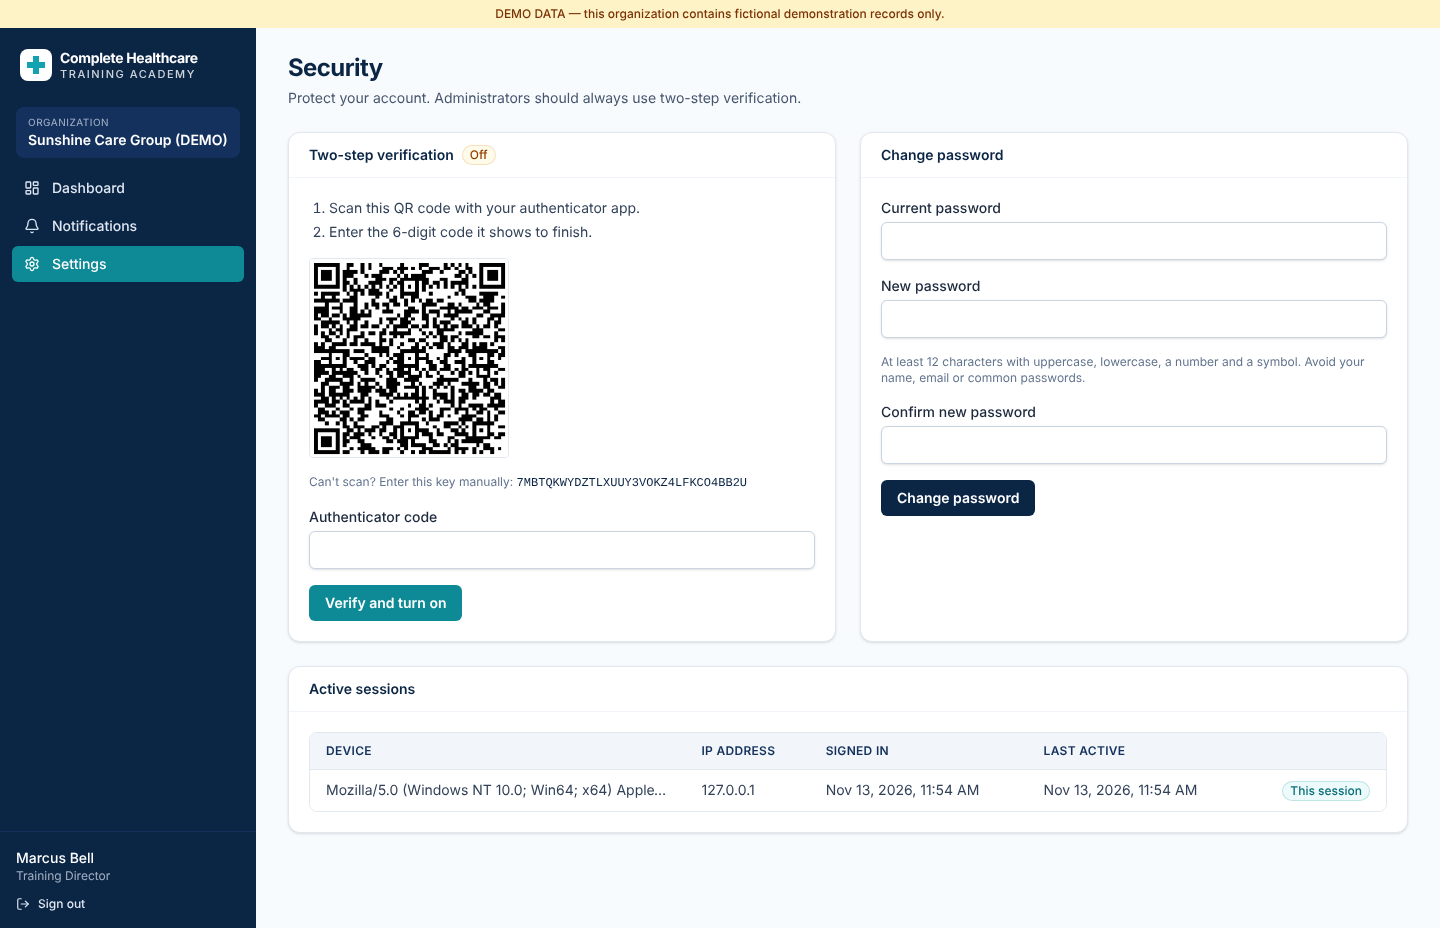 DEMO DATA — this organization contains fictional demonstration records only.
Complete Healthcare
TRAINING ACADEMY
ORGANIZATION
Sunshine Care Group (DEMO)
Dashboard
Notifications
Settings
Marcus Bell
Training Director
Sign out
Security
Protect your account. Administrators should always use two-step verification.
Two-step verification Off
1. Scan this QR code with your authenticator app.
2. Enter the 6-digit code it shows to finish.
Can't scan? Enter this key manually: 7MBTQKWYDZTLXUUY3VOKZ4LFKCO4BB2U
Authenticator code
Verify and turn on
Change password
Current password
New password
At least 12 characters with uppercase, lowercase, a number and a symbol. Avoid your
name, email or common passwords.
Confirm new password
Change password
Active sessions
DEVICE IP ADDRESS SIGNED IN LAST ACTIVE
Mozilla/5.0 (Windows NT 10.0; Win64; x64) Apple... 127.0.0.1 Nov 13, 2026, 11:54 AM Nov 13, 2026, 11:54 AM This session